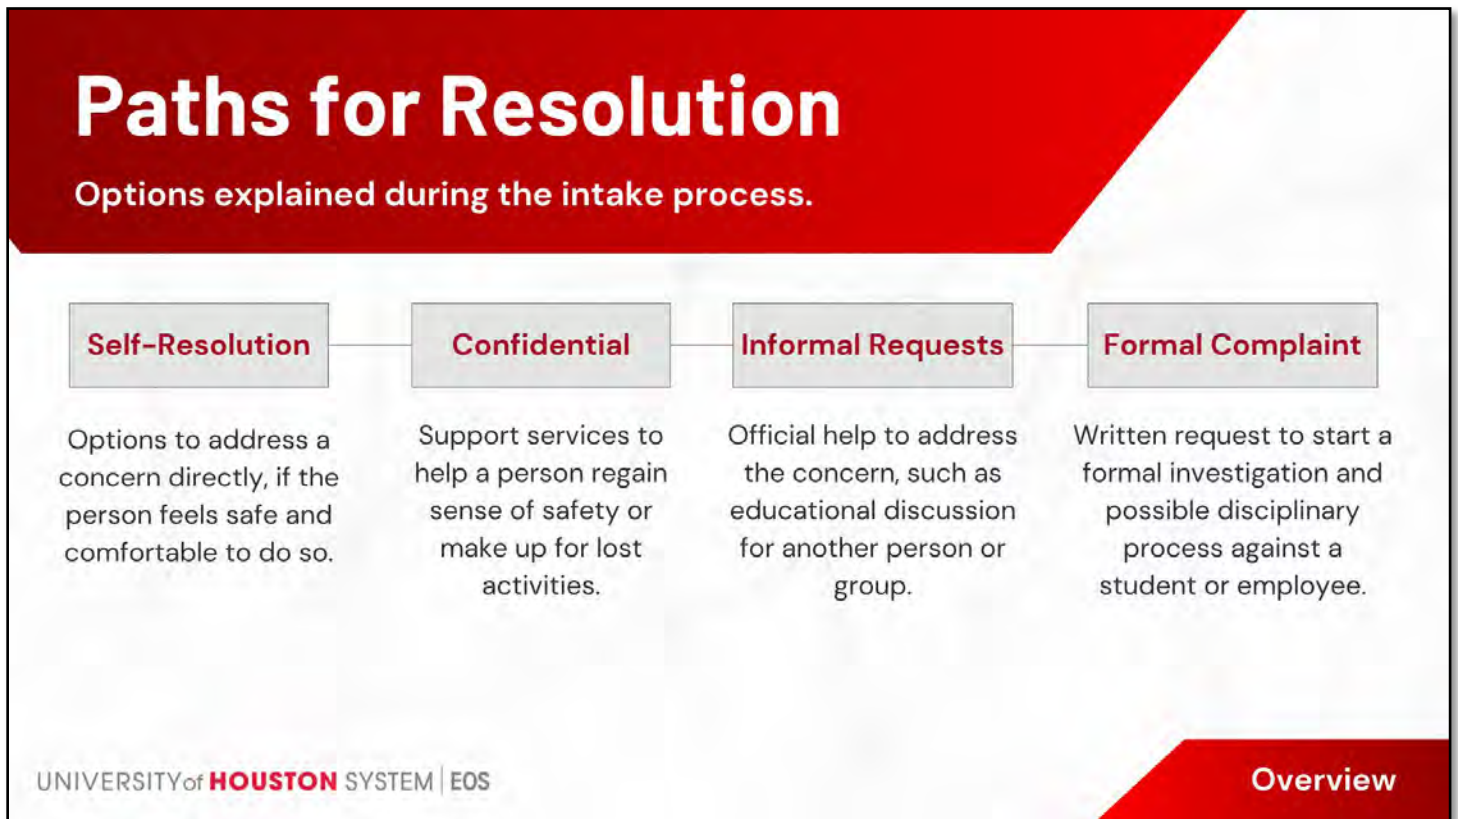 Paths for Resolution
Options explained during the intake process.
Self-Resolution
Options to address a
concern directly, if the
person feels safe and
comfortable to do so.
Confidential
Support services to
help a person regain
sense of safety or
make up for lost
activities.
Informal Requests
Official help to address
the concern, such as
educational discussion
for another person or
group.
Formal Complaint
Written request to start a
formal investigation and
possible disciplinary
process against a
student or employee.
UNIVERSITY of HOUSTON SYSTEM | EOS
Overview